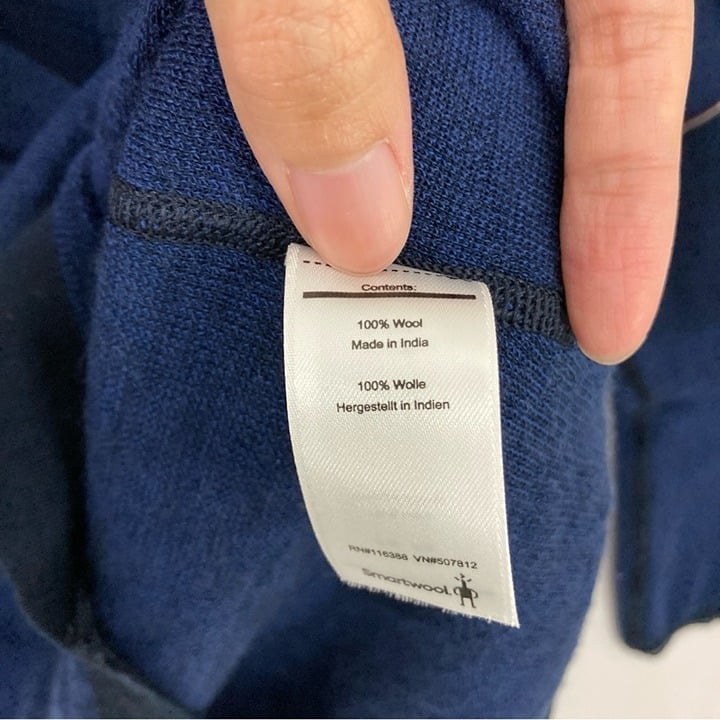 Contents:
100% Wool
Made in India
100% Wolle
Hergestellt in Indien
RN#116388 VN#507812
Smartwool